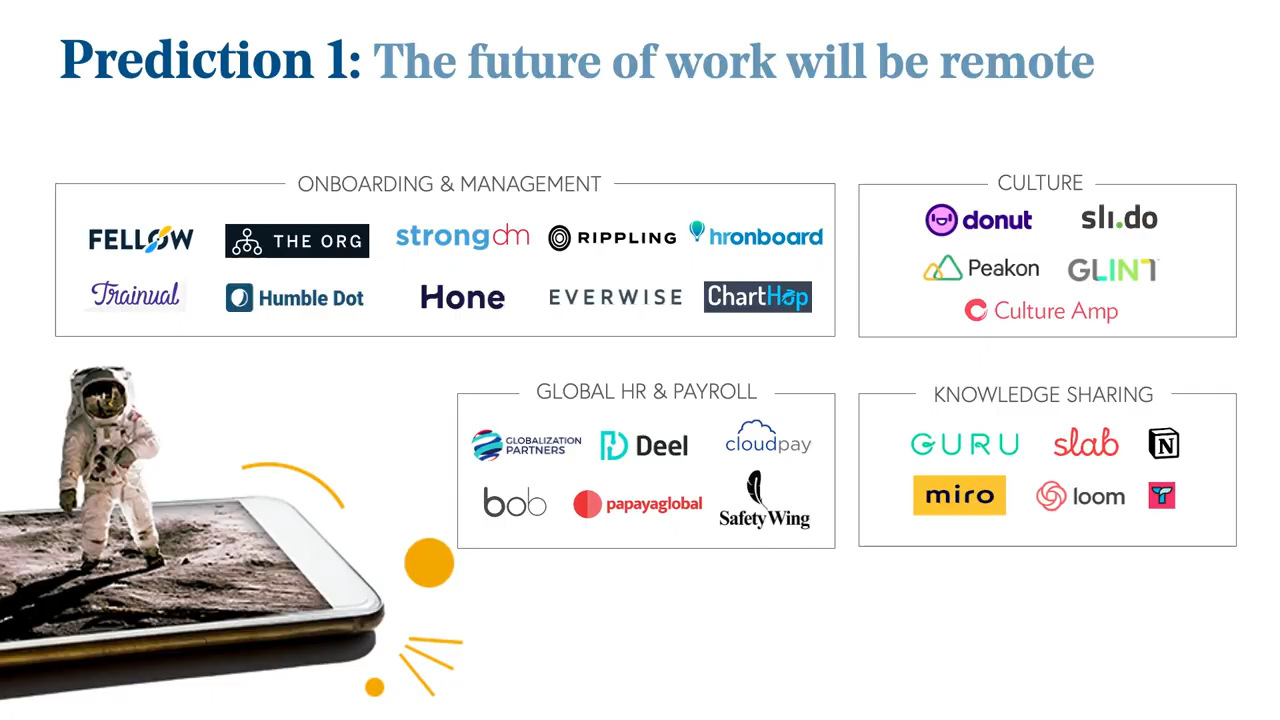 Prediction 1: The future of work will be remote
ONBOARDING & MANAGEMENT
FELLOW THE ORG strongdm RIPPLING hronboard
Trainual Humble Dot Hone EVERWISE ChartHop
CULTURE
donut sli.do
Peakon GLINT
Culture Amp
GLOBAL HR & PAYROLL
GLOBALIZATION
PARTNERS
Deel cloudpay
bob papayaglobal SafetyWing
KNOWLEDGE SHARING
GURU slab N
miro loom T